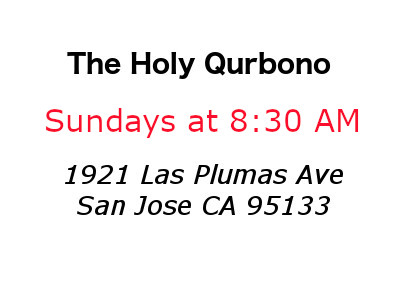 The Holy Qurbono
Sundays at 8:30 AM
1921 Las Plumas Ave
San Jose CA 95133